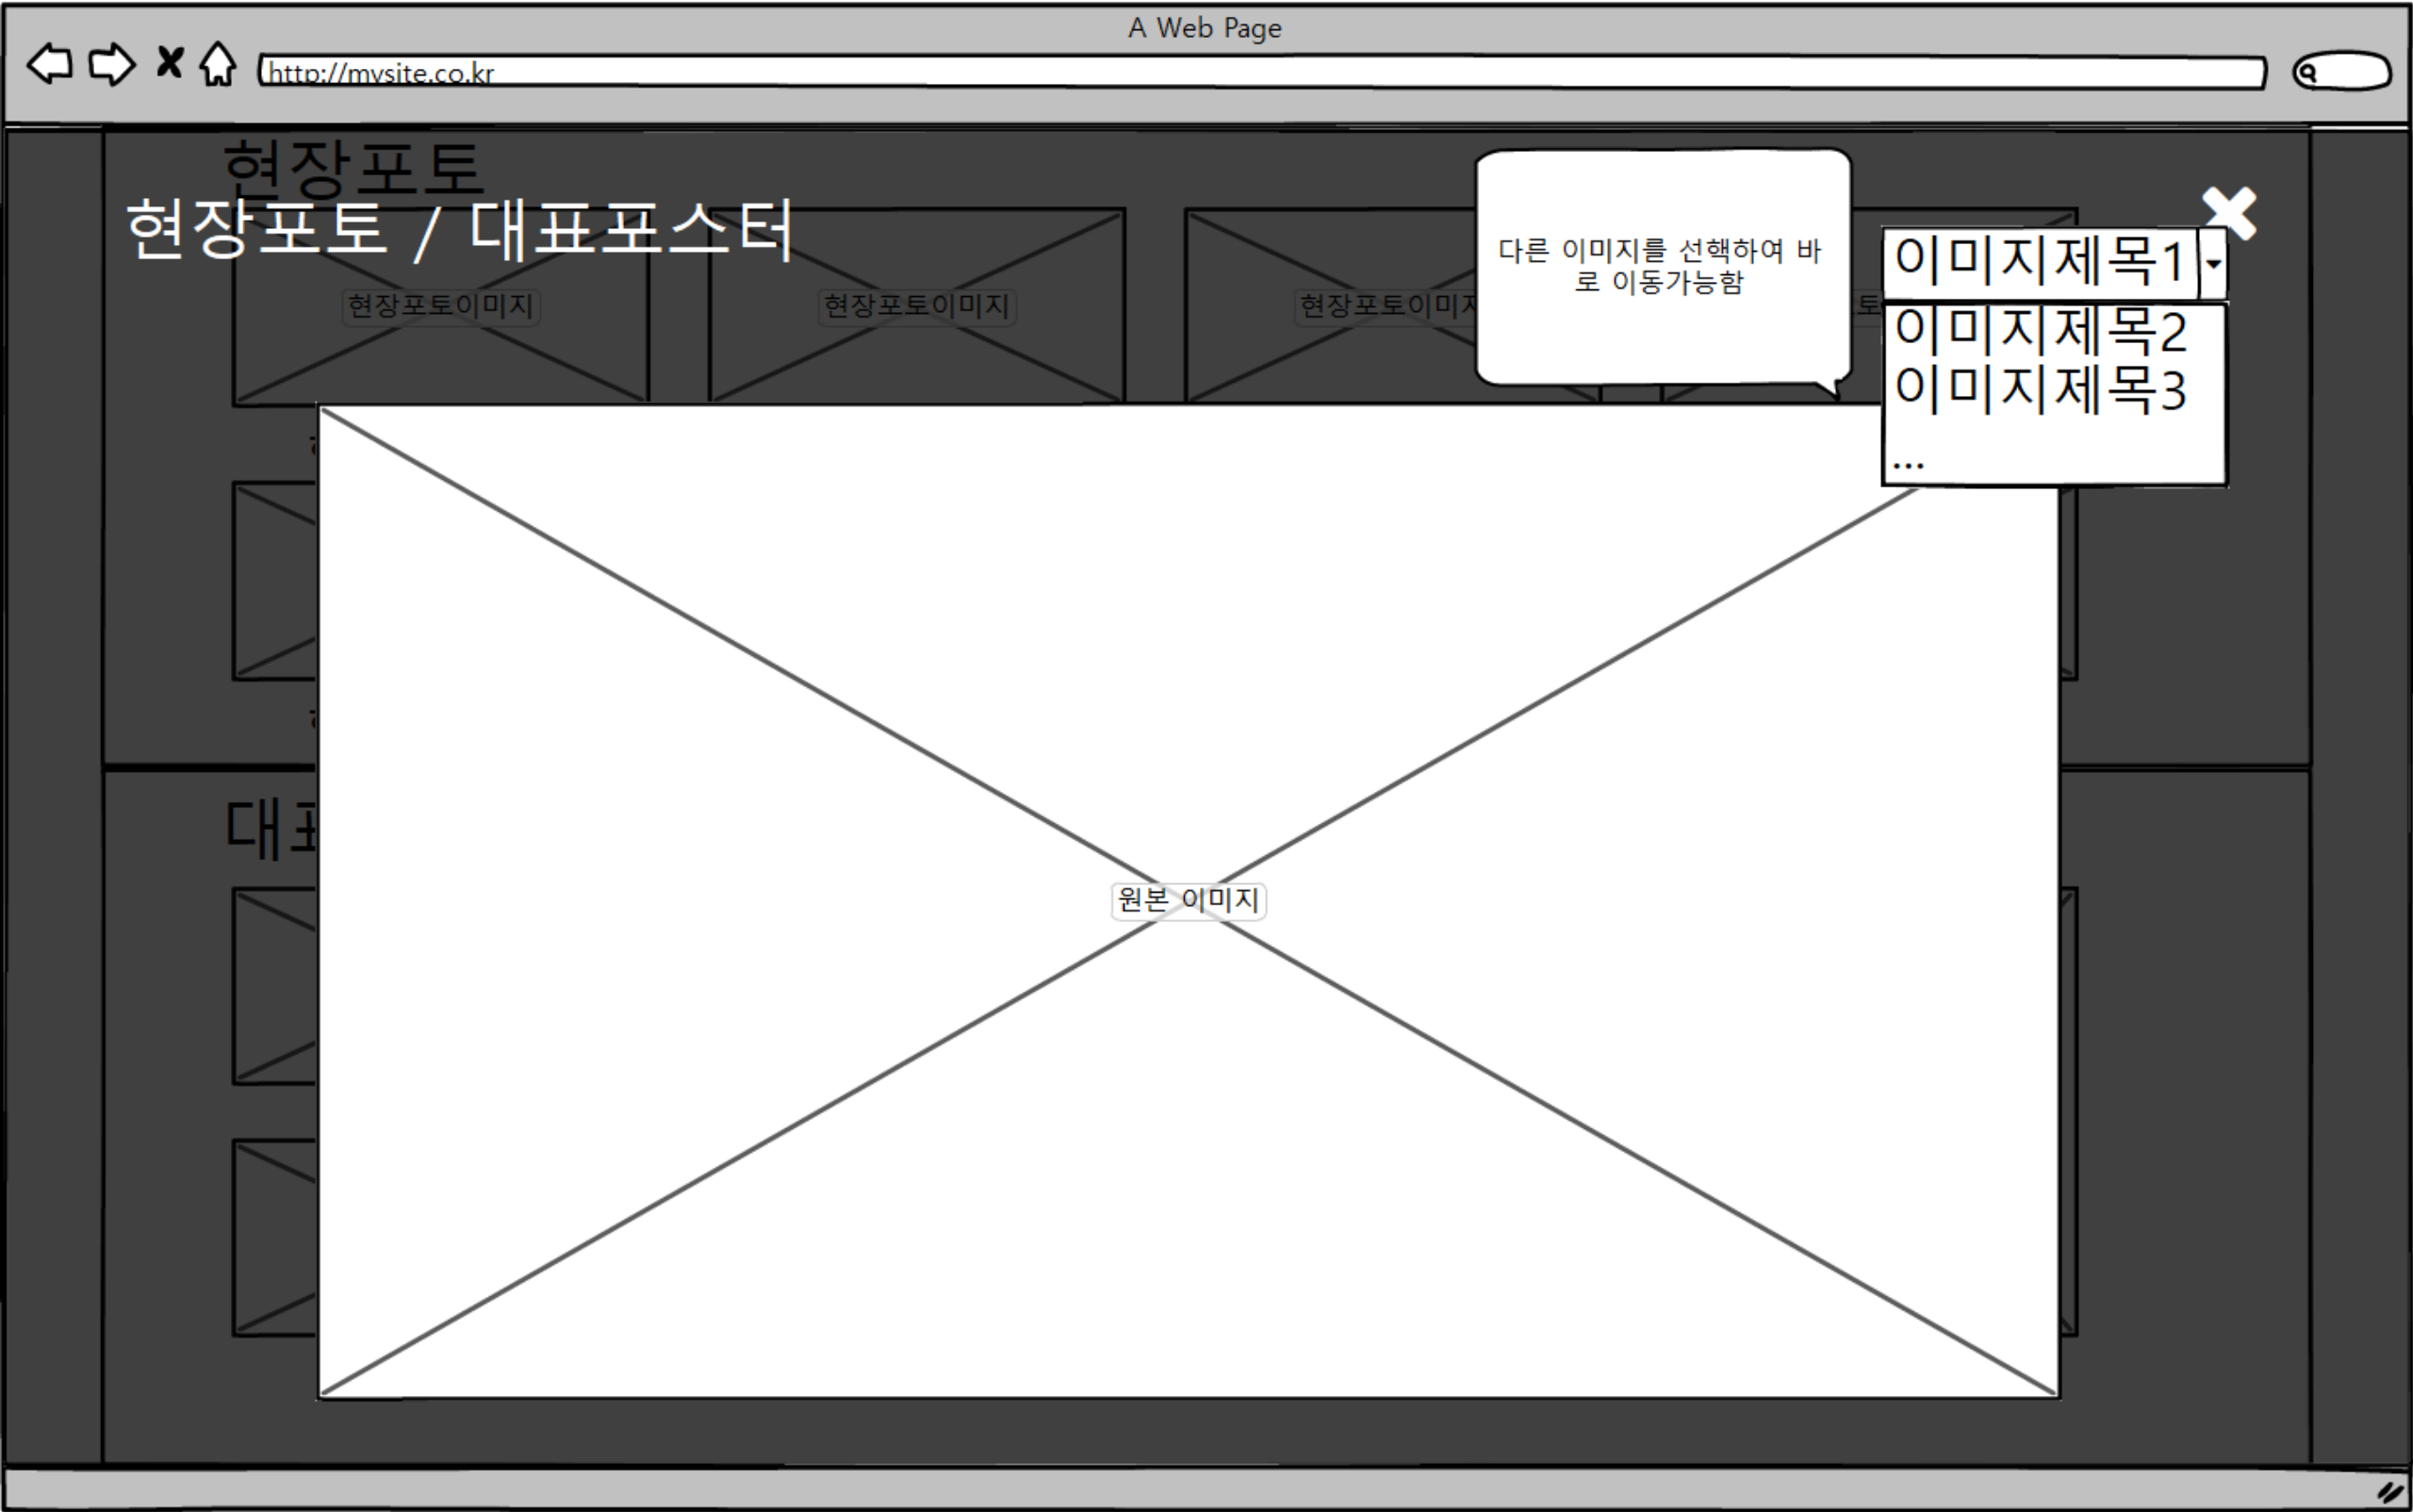 A Web Page
http://mysite.co.kr
현장포토
현장포토 / 대표포스터
다른 이미지를 선핵하여 바
로 이동가능함
이미지제목1
이미지제목2
이미지제목3
...
현장포토이미지
현장포토이미지
현장포토이미지
대표
원본 이미지